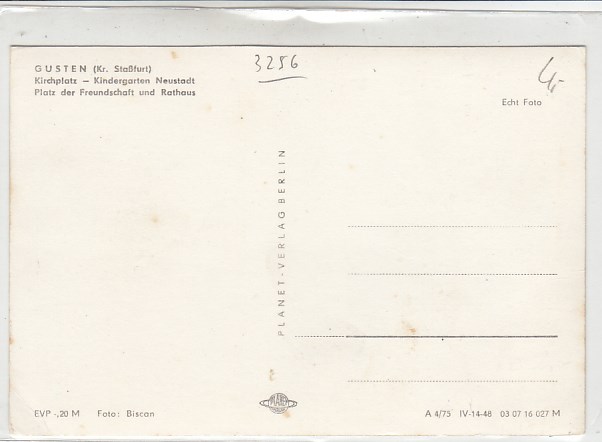 GUSTEN (Kr. Staßfurt)
Kirchplatz – Kindergarten Neustadt
Platz der Freundschaft und Rathaus
3256
4,-
Echt Foto
PLANET-VERLAG BERLIN
PLANET
EVP -,20 M Foto: Biscan
A 4/75 IV-14-48 03 07 16 027 M